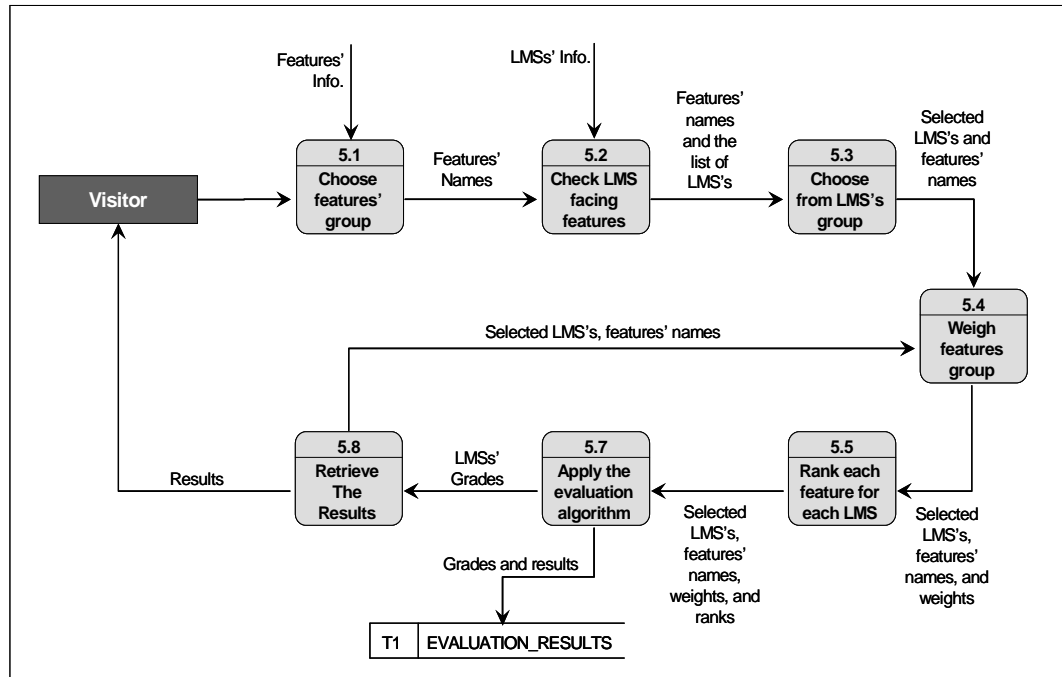 Features'
Info.
LMSs' Info.
Features'
names
and the
list of
LMS's
Selected
LMS's and
features'
names
Visitor
5.1
Choose
features'
group
Features'
Names
5.2
Check LMS
facing
features
5.3
Choose
from LMS's
group
5.4
Weigh
features
group
Selected LMS's, features' names
5.8
Retrieve
The
Results
Results
LMSs'
Grades
5.7
Apply the
evaluation
algorithm
5.5
Rank each
feature for
each LMS
Selected
LMS's,
features'
names,
weights, and
ranks
Selected
LMS's,
features'
names, and
weights
Grades and results
T1 EVALUATION_RESULTS